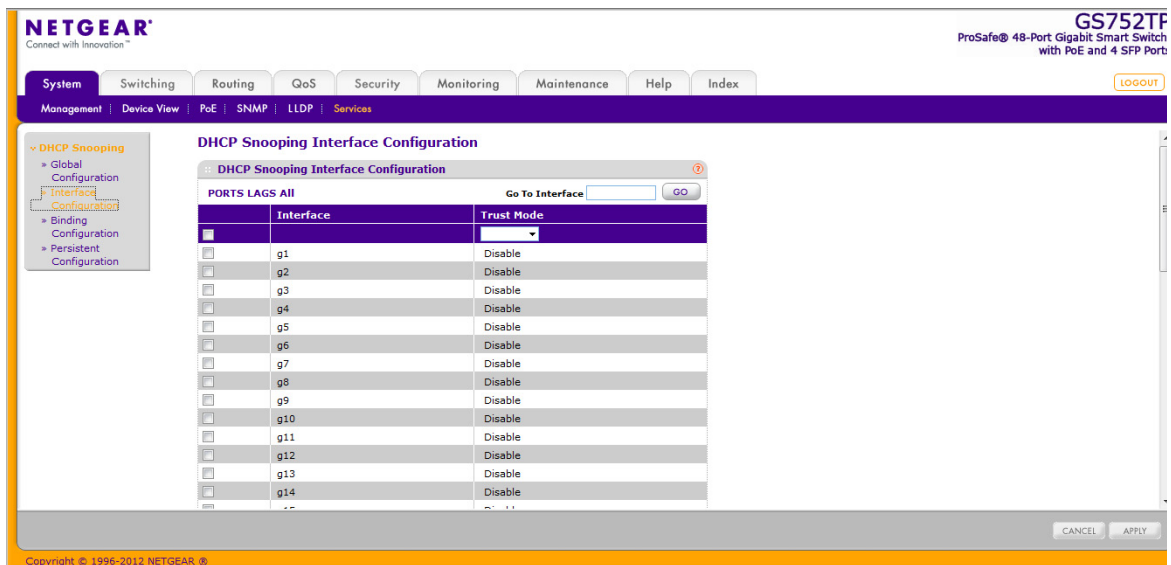 NETGEAR®
Connect with Innovation™
GS752TP
ProSafe® 48-Port Gigabit Smart Switch
with PoE and 4 SFP Ports
System Switching Routing QoS Security Monitoring Maintenance Help Index LOGOUT
Management Device View PoE SNMP LLDP Services
DHCP Snooping
» Global
Configuration
» Interface
Configuration
» Binding
Configuration
» Persistent
Configuration
DHCP Snooping Interface Configuration
DHCP Snooping Interface Configuration ?
PORTS LAGS All Go To Interface GO
Interface Trust Mode
g1 Disable
g2 Disable
g3 Disable
g4 Disable
g5 Disable
g6 Disable
g7 Disable
g8 Disable
g9 Disable
g10 Disable
g11 Disable
g12 Disable
g13 Disable
g14 Disable
CANCEL APPLY
Copyright © 1996-2012 NETGEAR ®